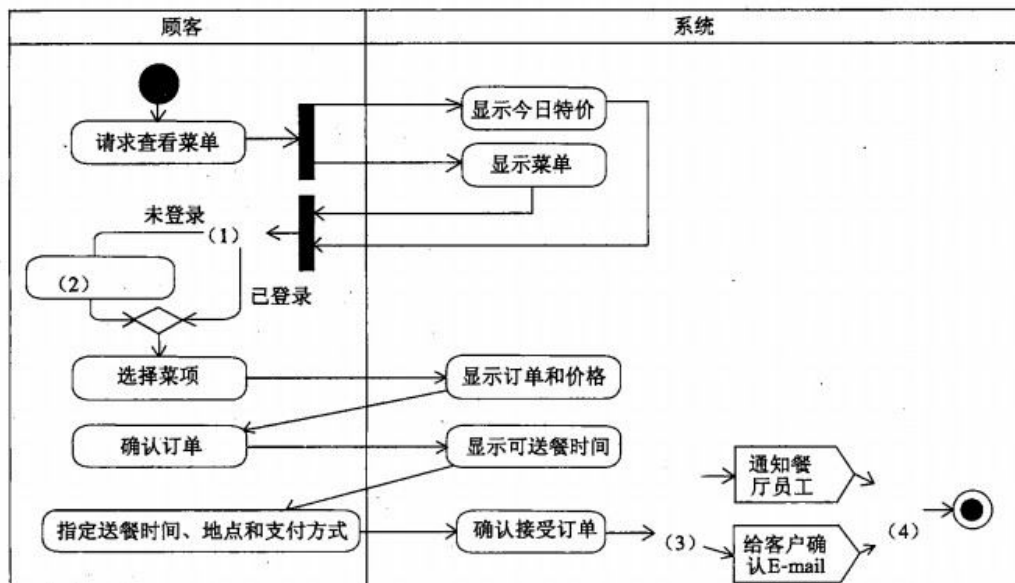 顾客
系统
显示今日特价
请求查看菜单
显示菜单
未登录
（1）
（2）
已登录
选择菜项
显示订单和价格
确认订单
显示可送餐时间
通知餐
厅员工
指定送餐时间、地点和支付方式
确认接受订单
（3）
（4）
给客户确
认E-mail